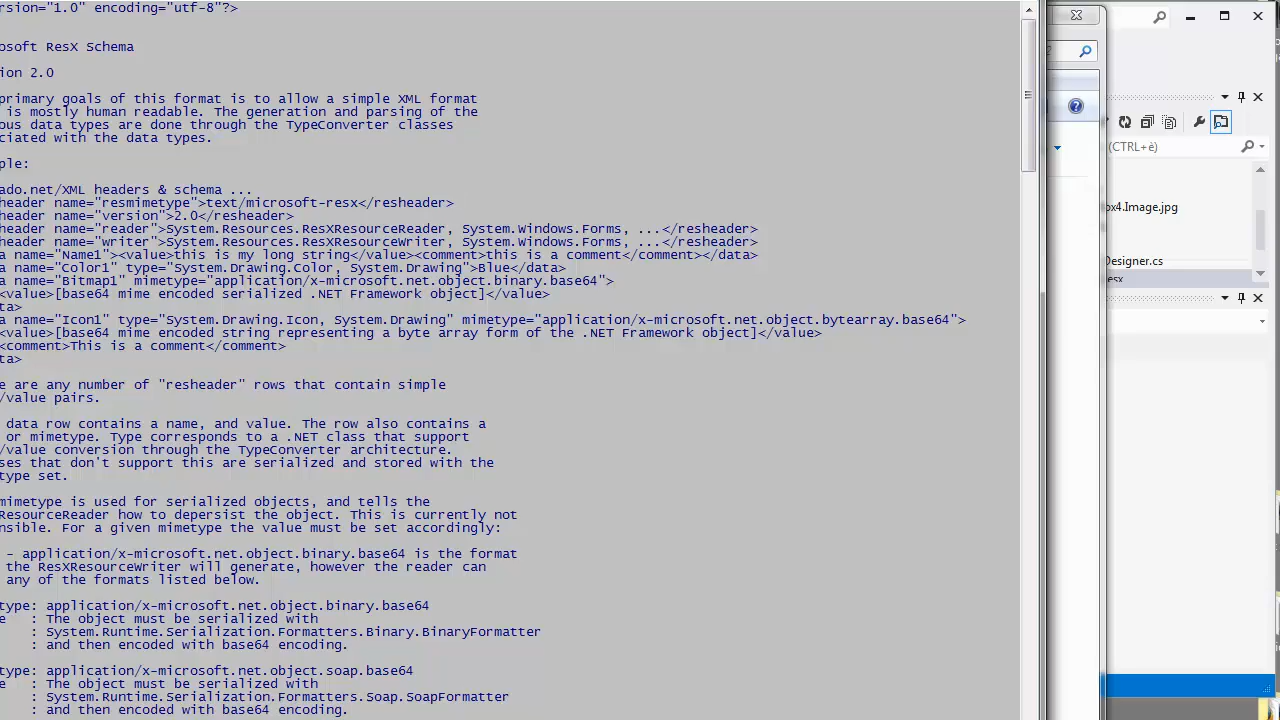 rsion="1.0" encoding="utf-8"?>
osoft ResX Schema
ion 2.0
primary goals of this format is to allow a simple XML format
is mostly human readable. The generation and parsing of the
ous data types are done through the TypeConverter classes
ciated with the data types.
ple:
ado.net/XML headers & schema ...
header name="resmimetype">text/microsoft-resx</resheader>
header name="version">2.0</resheader>
header name="reader">System.Resources.ResXResourceReader, System.Windows.Forms, ...</resheader>
header name="writer">System.Resources.ResXResourceWriter, System.Windows.Forms, ...</resheader>
a name="Name1"><value>this is my long string</value><comment>this is a comment</comment></data>
a name="Color1" type="System.Drawing.Color, System.Drawing">Blue</data>
a name="Bitmap1" mimetype="application/x-microsoft.net.object.binary.base64">
<value>[base64 mime encoded serialized .NET Framework object]</value>
ta>
a name="Icon1" type="System.Drawing.Icon, System.Drawing" mimetype="application/x-microsoft.net.object.bytearray.base64">
<value>[base64 mime encoded string representing a byte array form of the .NET Framework object]</value>
<comment>This is a comment</comment>
ta>
e are any number of "resheader" rows that contain simple
/value pairs.
data row contains a name, and value. The row also contains a
or mimetype. Type corresponds to a .NET class that support
/value conversion through the TypeConverter architecture.
ses that don't support this are serialized and stored with the
type set.
mimetype is used for serialized objects, and tells the
ResourceReader how to depersist the object. This is currently not
nsible. For a given mimetype the value must be set accordingly:
- application/x-microsoft.net.object.binary.base64 is the format
the ResXResourceWriter will generate, however the reader can
any of the formats listed below.
type: application/x-microsoft.net.object.binary.base64
e : The object must be serialized with
: System.Runtime.Serialization.Formatters.Binary.BinaryFormatter
: and then encoded with base64 encoding.
type: application/x-microsoft.net.object.soap.base64
e : The object must be serialized with
: System.Runtime.Serialization.Formatters.Soap.SoapFormatter
: and then encoded with base64 encoding.
(CTRL+è)
ox4.Image.jpg
Designer.cs
esx